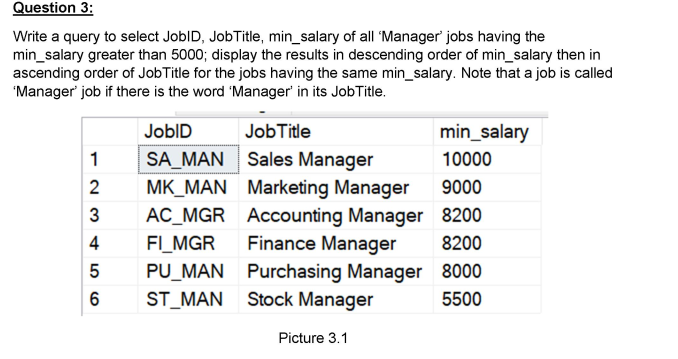 Question 3:
Write a query to select JobID, JobTitle, min_salary of all ‘Manager’ jobs having the
min_salary greater than 5000; display the results in descending order of min_salary then in
ascending order of JobTitle for the jobs having the same min_salary. Note that a job is called
‘Manager’ job if there is the word ‘Manager’ in its JobTitle.
JobID JobTitle min_salary
1 SA_MAN Sales Manager 10000
2 MK_MAN Marketing Manager 9000
3 AC_MGR Accounting Manager 8200
4 FI_MGR Finance Manager 8200
5 PU_MAN Purchasing Manager 8000
6 ST_MAN Stock Manager 5500
Picture 3.1